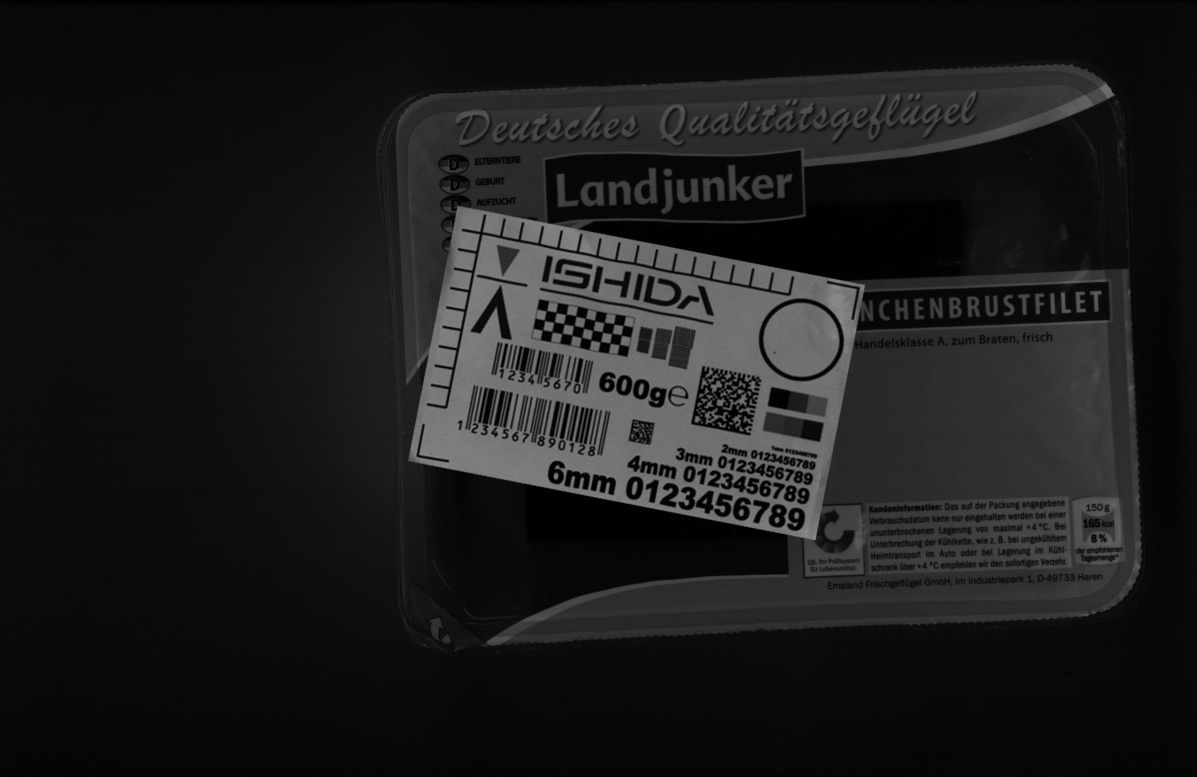 Deutsches Qualitätsgeflügel
D ELTERNTIERE
D GEBURT
D AUFZUCHT
Landjunker
ISHIDA
NCHENBRUSTFILET
Handelsklasse A, zum Braten, frisch
12345670
600g℮
1234567890128
1mm 0123456789
2mm 0123456789
3mm 0123456789
4mm 0123456789
6mm 0123456789
QS. Ihr Prüfsystem
für Lebensmittel.
Kundeninformation: Das auf der Packung angegebene
Verbrauchsdatum kann nur eingehalten werden bei einer
ununterbrochenen Lagerung von maximal +4 °C. Bei
Unterbrechung der Kühlkette, wie z. B. bei ungekühltem
Heimtransport im Auto oder bei Lagerung im Kühl-
schrank über +4 °C empfehlen wir den sofortigen Verzehr.
150 g
165 kcal
8 %
der empfohlenen
Tagesmenge*
Emsland Frischgeflügel GmbH, Im Industriepark 1, D-49733 Haren